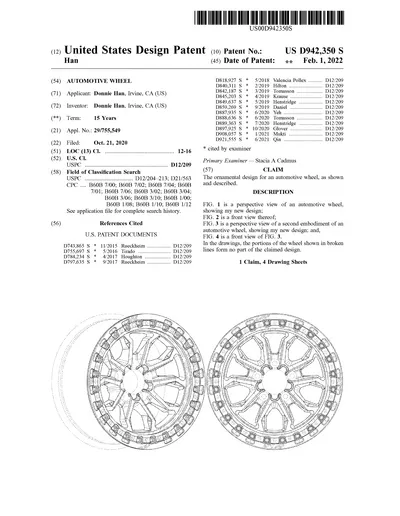 US00D942350S
(12) United States Design Patent
Han
(10) Patent No.: US D942,350 S
(45) Date of Patent: ** Feb. 1, 2022
(54) AUTOMOTIVE WHEEL
(71) Applicant: Donnie Han, Irvine, CA (US)
(72) Inventor: Donnie Han, Irvine, CA (US)
(**) Term: 15 Years
(21) Appl. No.: 29/755,549
(22) Filed: Oct. 21, 2020
(51) LOC (13) Cl. 12-16
(52) U.S. Cl.
USPC D12/209
(58) Field of Classification Search
USPC D12/204-213; D21/563
CPC B60B 7/00; B60B 7/02; B60B 7/04; B60B
7/01; B60B 7/06; B60B 3/02; B60B 3/04;
B60B 3/06; B60B 3/10; B60B 1/00;
B60B 1/08; B60B 1/10; B60B 1/12
See application file for complete search history.
(56) References Cited
U.S. PATENT DOCUMENTS
D743,865 S * 11/2015 Roeckheim D12/209
D755,697 S * 5/2016 Tirado D12/209
D784,234 S * 4/2017 Houghton D12/209
D797,635 S * 9/2017 Roeckheim D12/209
D818,927 S * 5/2018 Valencia Pollex D12/209
D840,311 S * 2/2019 Hilton D12/209
D842,187 S * 3/2019 Tomasson D12/209
D845,203 S * 4/2019 Krause D12/209
D849,637 S * 5/2019 Henstridge D12/209
D859,269 S * 9/2019 Daniel D12/209
D887,935 S * 6/2020 Yeh D12/209
D888,636 S * 6/2020 Tomasson D12/209
D889,363 S * 7/2020 Henstridge D12/209
D897,925 S * 10/2020 Glover D12/209
D908,057 S * 1/2021 Mukti D12/209
D921,555 S * 6/2021 Qiu D12/209
* cited by examiner
Primary Examiner — Stacia A Cadmus
(57) CLAIM
The ornamental design for an automotive wheel, as shown
and described.
DESCRIPTION
FIG. 1 is a perspective view of an automotive wheel,
showing my new design;
FIG. 2 is a front view thereof;
FIG. 3 is a perspective view of a second embodiment of an
automotive wheel, showing my new design; and,
FIG. 4 is a front view of FIG. 3.
In the drawings, the portions of the wheel shown in broken
lines form no part of the claimed design.
1 Claim, 4 Drawing Sheets